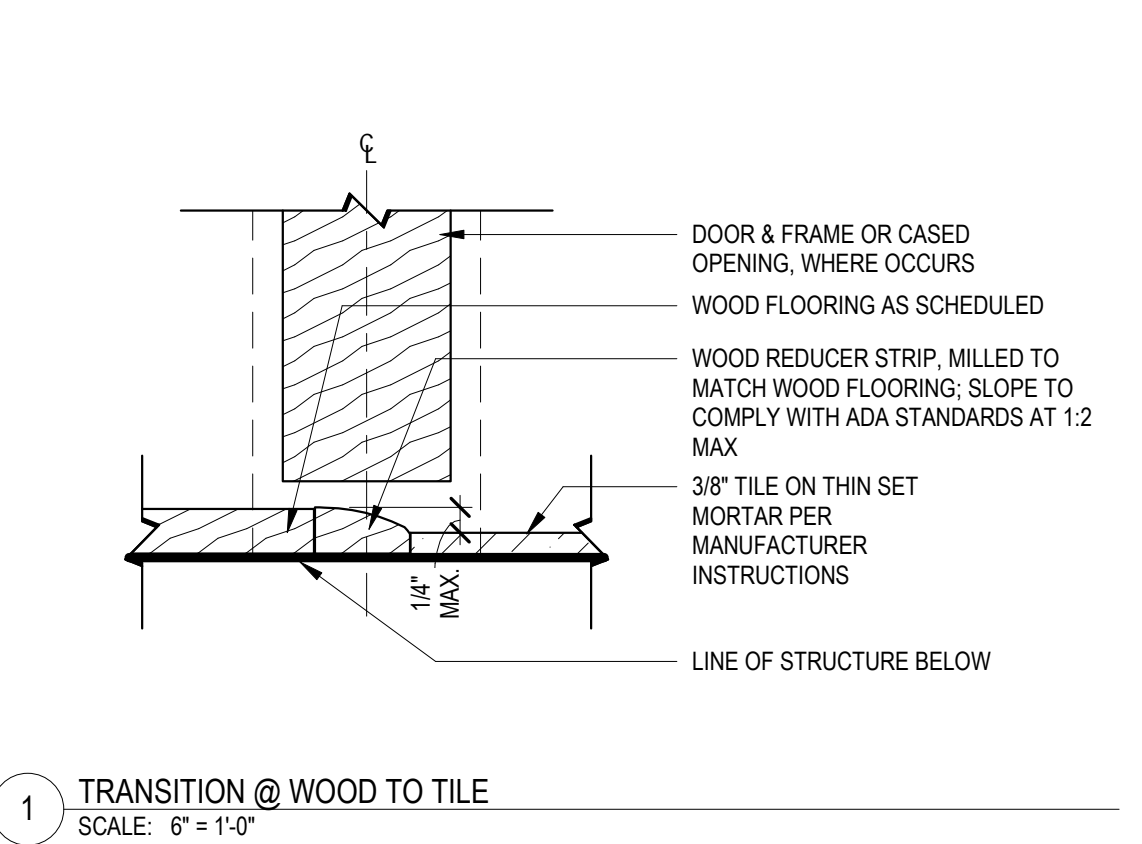 ℄
DOOR & FRAME OR CASED
OPENING, WHERE OCCURS
WOOD FLOORING AS SCHEDULED
WOOD REDUCER STRIP, MILLED TO
MATCH WOOD FLOORING; SLOPE TO
COMPLY WITH ADA STANDARDS AT 1:2
MAX
3/8" TILE ON THIN SET
MORTAR PER
MANUFACTURER
INSTRUCTIONS
1/4"
MAX.
LINE OF STRUCTURE BELOW
1
TRANSITION @ WOOD TO TILE
SCALE: 6" = 1'-0"